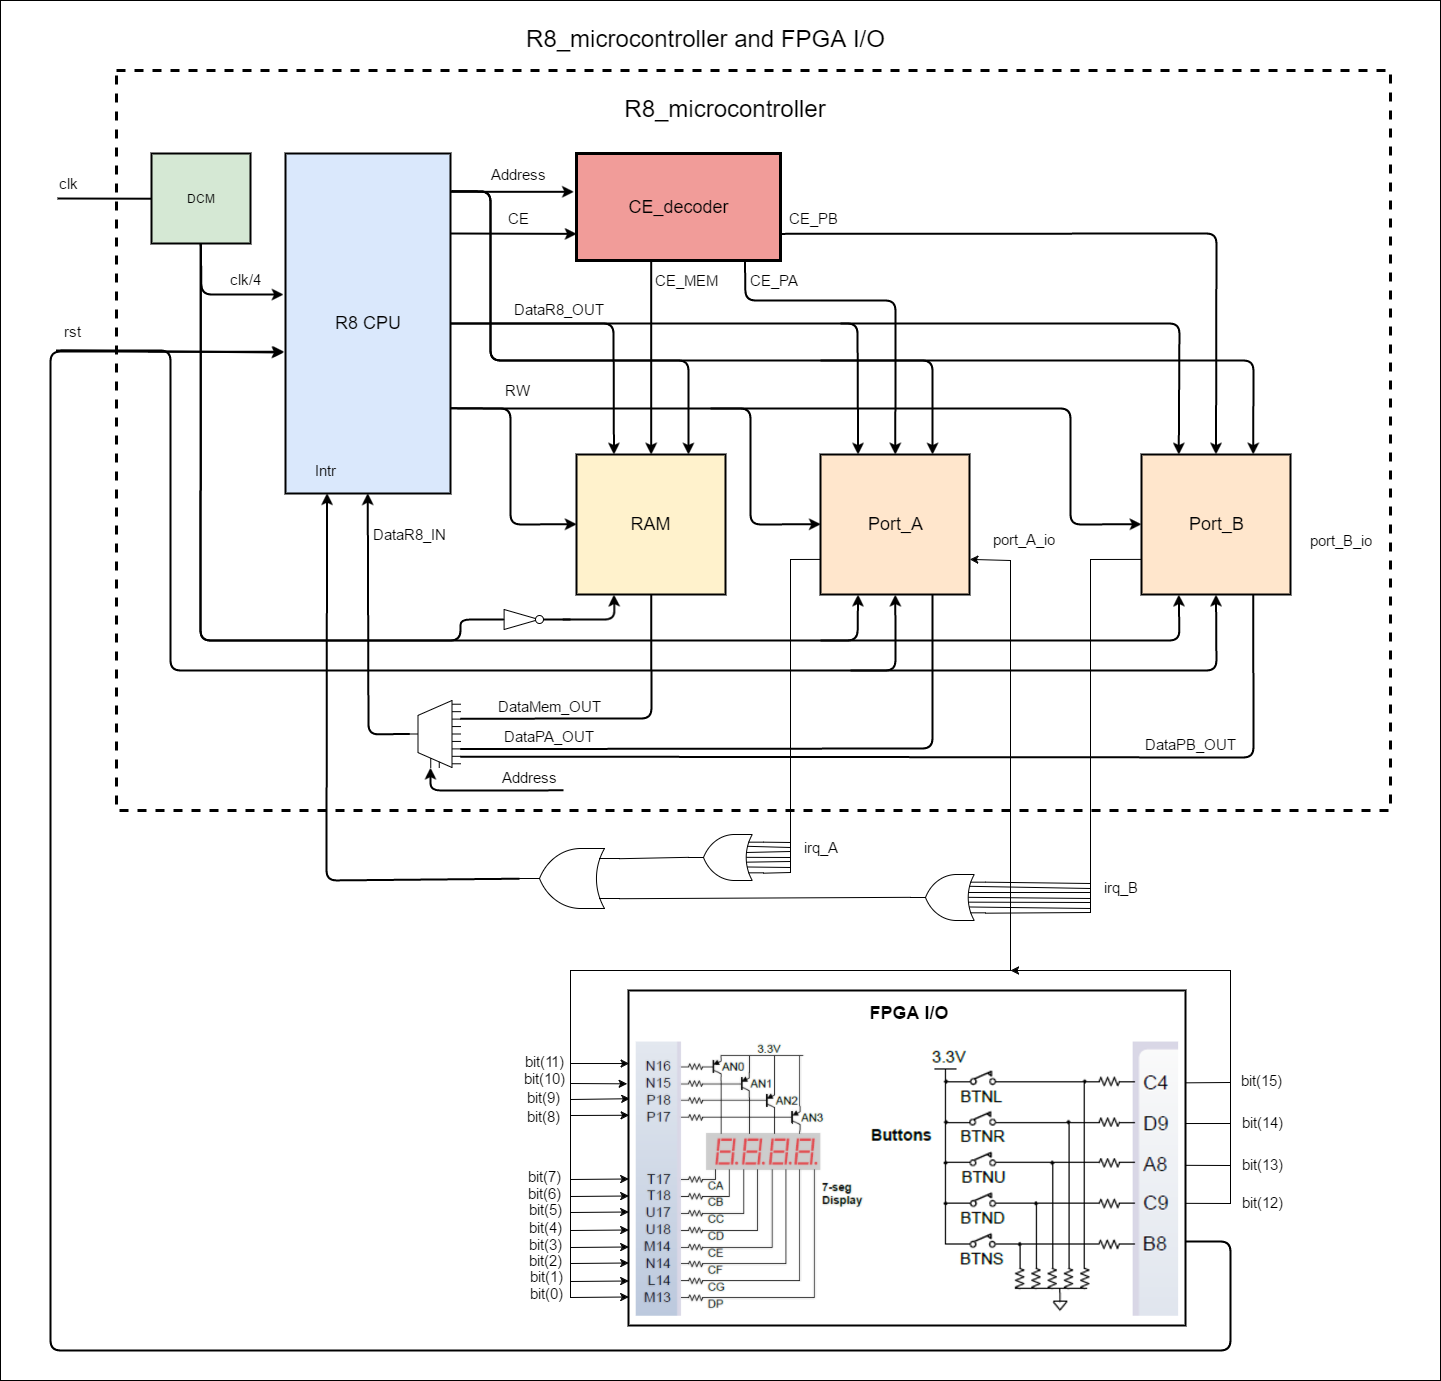 R8_microcontroller and FPGA I/O
R8_microcontroller
clk
DCM
clk/4
rst
R8 CPU
Intr
Address
CE
CE_decoder
CE_PB
CE_MEM
CE_PA
DataR8_OUT
RW
DataR8_IN
RAM
Port_A
port_A_io
Port_B
port_B_io
DataMem_OUT
DataPA_OUT
DataPB_OUT
Address
irq_A
irq_B
FPGA I/O
3.3V
bit(11) N16 AN0
bit(10) N15 AN1
bit(9) P18 AN2
bit(8) P17 AN3
8.8.8.8.
7-seg
Display
bit(7) T17 CA
bit(6) T18 CB
bit(5) U17 CC
bit(4) U18 CD
bit(3) M14 CE
bit(2) N14 CF
bit(1) L14 CG
bit(0) M13 DP
Buttons
3.3V
BTNL C4 bit(15)
BTNR D9 bit(14)
BTNU A8 bit(13)
BTND C9 bit(12)
BTNS B8